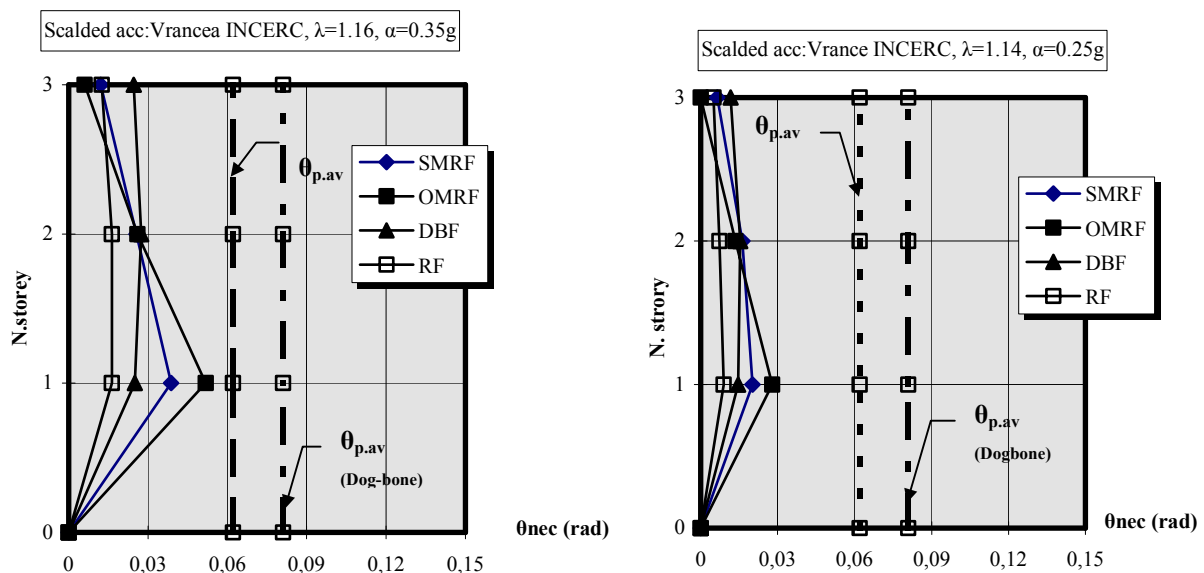 Scalded acc:Vrancea INCERC, λ=1.16, α=0.35g
3
2
1
0
N.storey
θp.av
SMRF
OMRF
DBF
RF
θp.av
(Dog-bone)
θnec (rad)
0 0,03 0,06 0,09 0,12 0,15
Scalded acc:Vrance INCERC, λ=1.14, α=0.25g
3
2
1
0
N. strory
θp.av
SMRF
OMRF
DBF
RF
θp.av
(Dogbone)
θnec (rad)
0 0,03 0,06 0,09 0,12 0,15